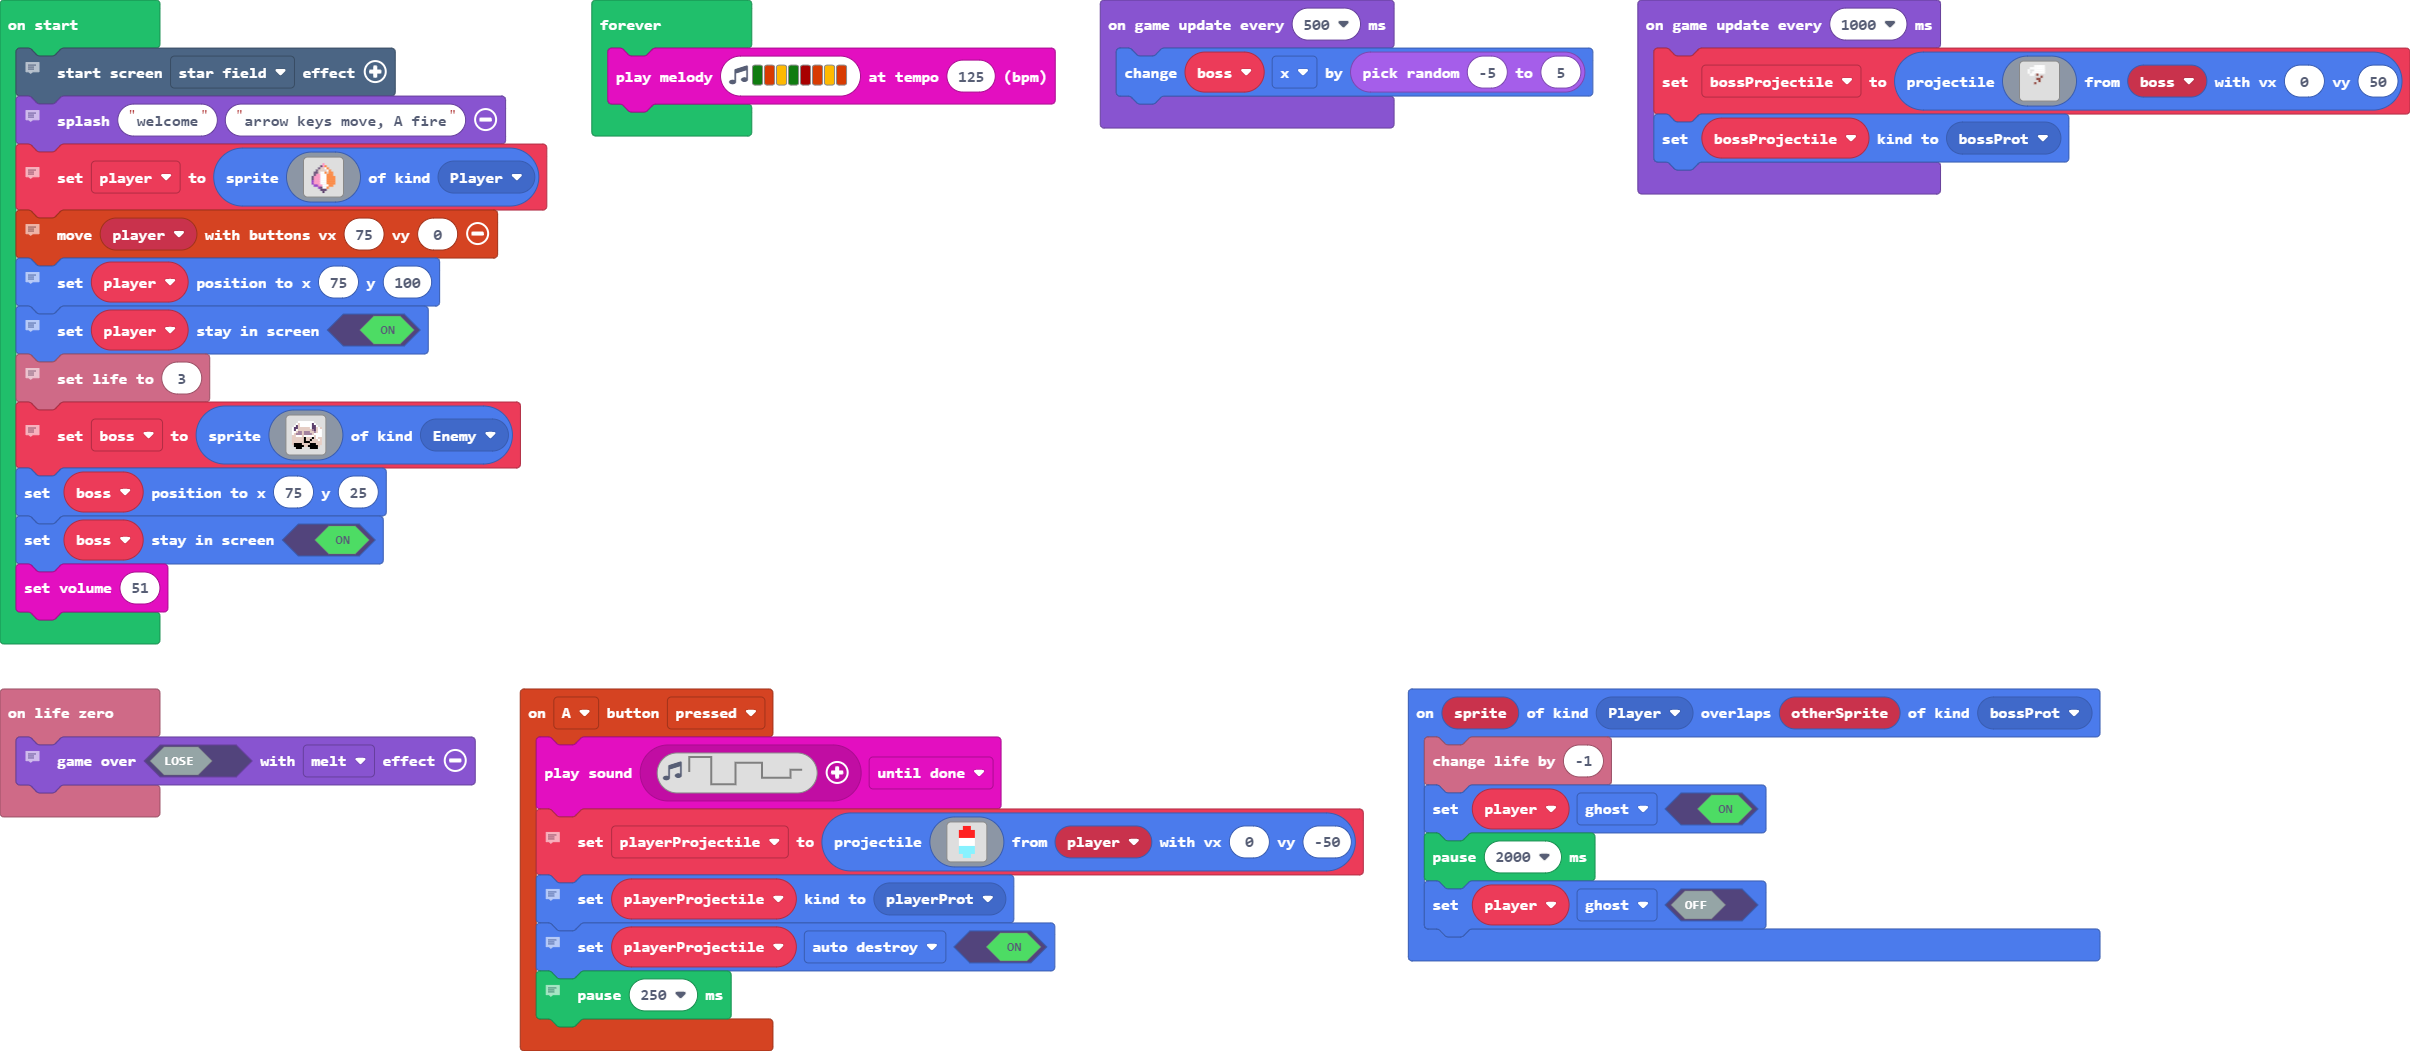 on start
start screen star field effect
splash "welcome" "arrow keys move, A fire"
set player to sprite of kind Player
move player with buttons vx 75 vy 0
set player position to x 75 y 100
set player stay in screen ON
set life to 3
set boss to sprite of kind Enemy
set boss position to x 75 y 25
set boss stay in screen ON
set volume 51
forever
play melody at tempo 125 (bpm)
on game update every 500 ms
change boss x by pick random -5 to 5
on game update every 1000 ms
set bossProjectile to projectile from boss with vx 0 vy 50
set bossProjectile kind to bossProt
on life zero
game over LOSE with melt effect
on A button pressed
play sound until done
set playerProjectile to projectile from player with vx 0 vy -50
set playerProjectile kind to playerProt
set playerProjectile auto destroy ON
pause 250 ms
on sprite of kind Player overlaps otherSprite of kind bossProt
change life by -1
set player ghost ON
pause 2000 ms
set player ghost OFF